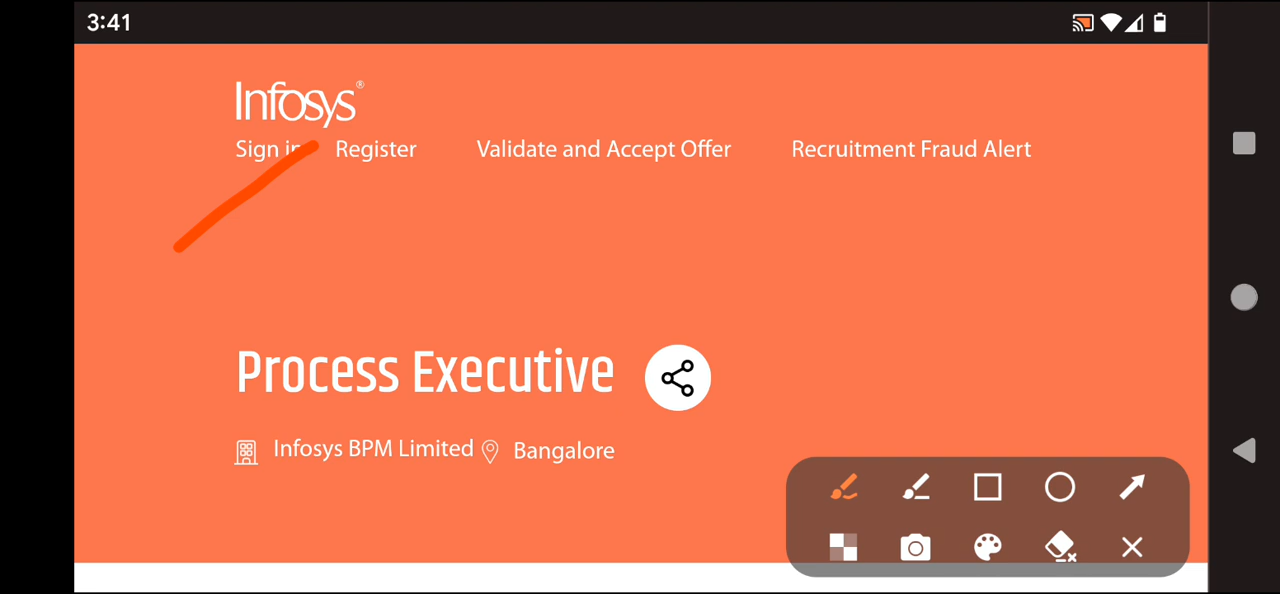 3:41
Infosys®
Sign in Register Validate and Accept Offer Recruitment Fraud Alert
Process Executive
Infosys BPM Limited Bangalore